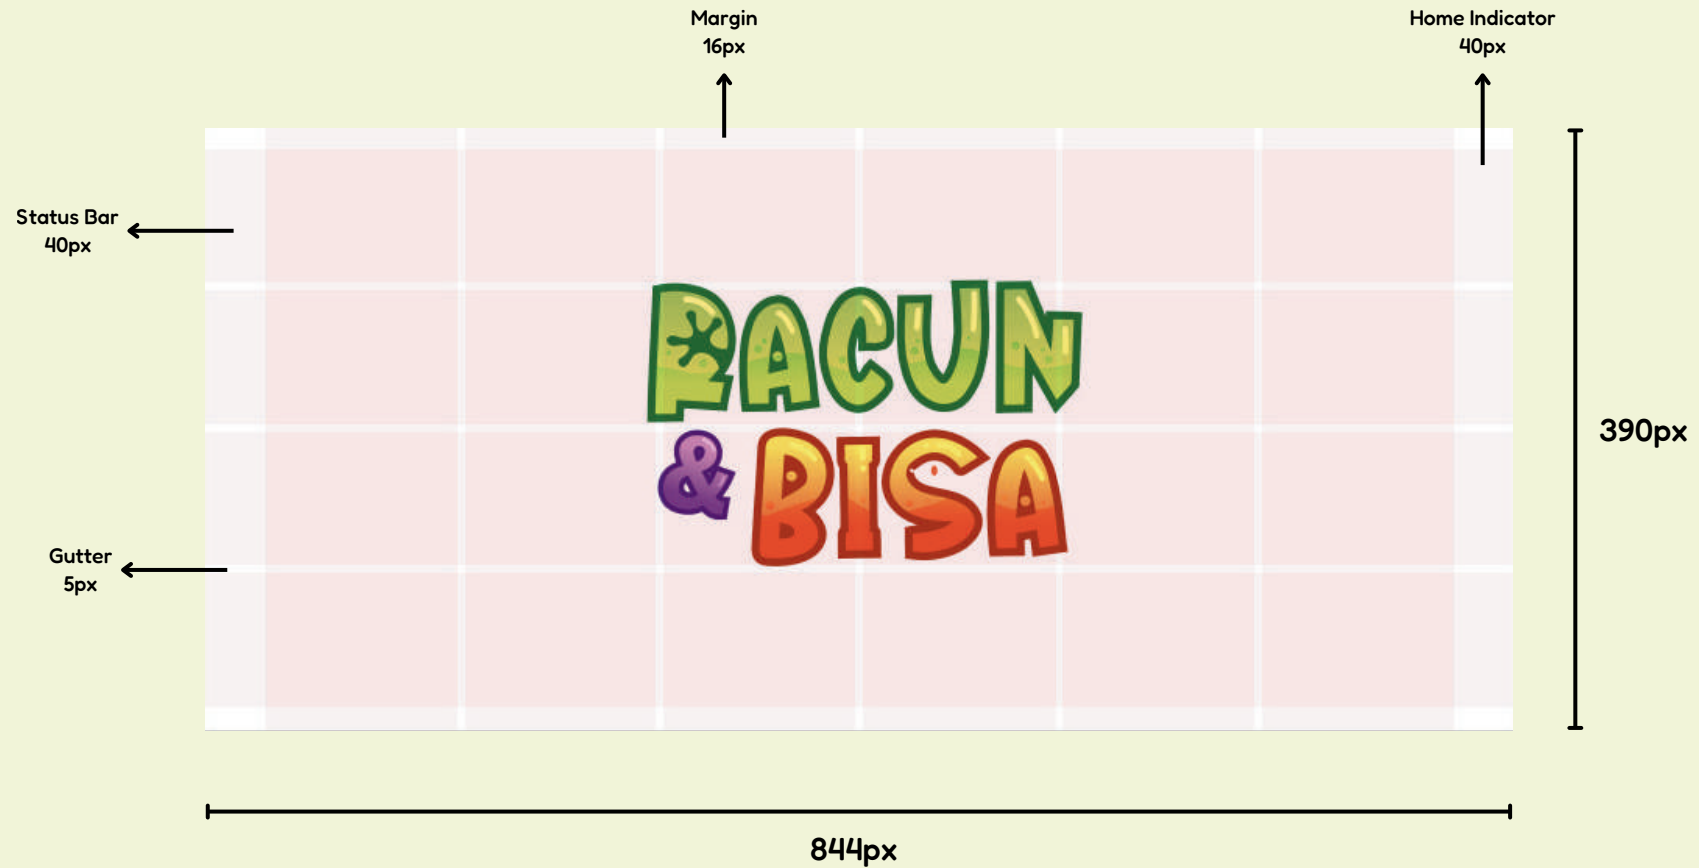 Margin
16px
Home Indicator
40px
Status Bar
40px
RACUN
& BISA
390px
Gutter
5px
844px